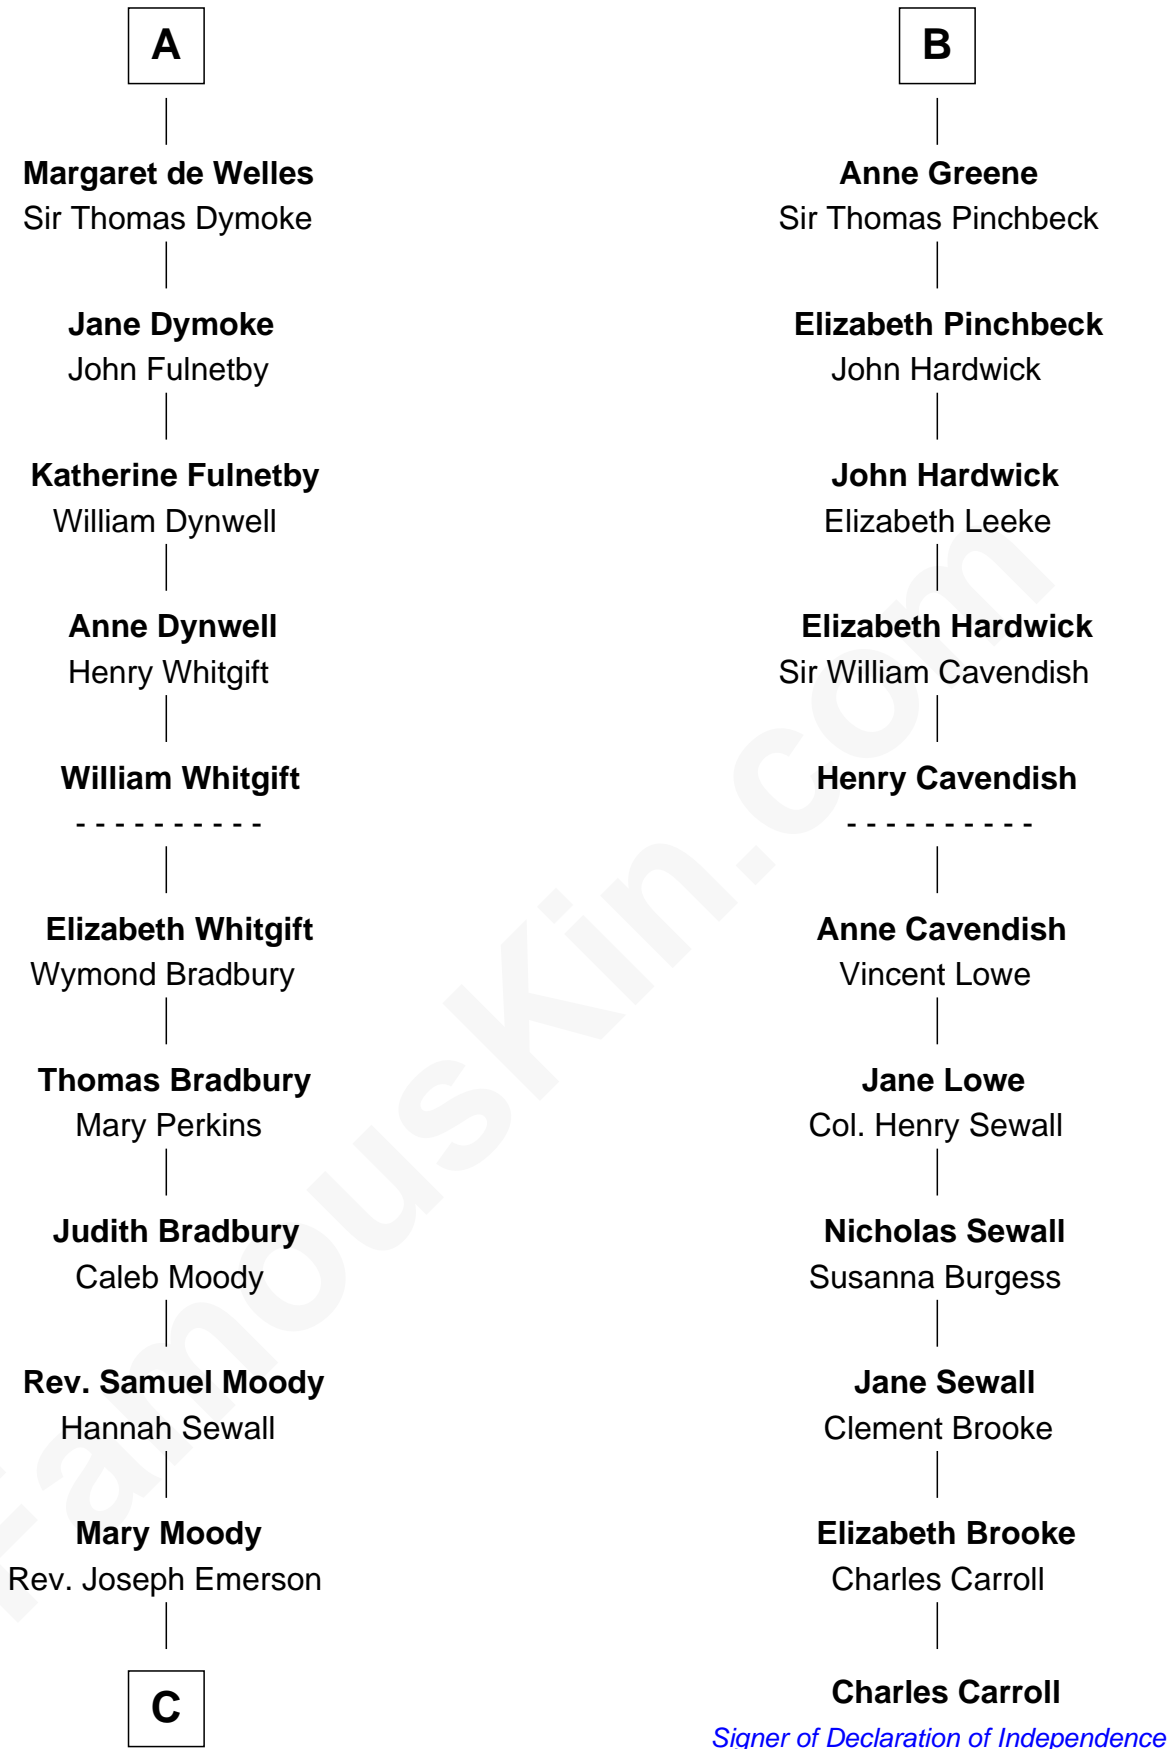 A
Margaret de Welles
Sir Thomas Dymoke
Jane Dymoke
John Fulnetby
Katherine Fulnetby
William Dynwell
Anne Dynwell
Henry Whitgift
William Whitgift
- - - - - - - - - -
Elizabeth Whitgift
Wymond Bradbury
Thomas Bradbury
Mary Perkins
Judith Bradbury
Caleb Moody
Rev. Samuel Moody
Hannah Sewall
Mary Moody
Rev. Joseph Emerson
C
B
Anne Greene
Sir Thomas Pinchbeck
Elizabeth Pinchbeck
John Hardwick
John Hardwick
Elizabeth Leeke
Elizabeth Hardwick
Sir William Cavendish
Henry Cavendish
- - - - - - - - - -
Anne Cavendish
Vincent Lowe
Jane Lowe
Col. Henry Sewall
Nicholas Sewall
Susanna Burgess
Jane Sewall
Clement Brooke
Elizabeth Brooke
Charles Carroll
Charles Carroll
Signer of Declaration of Independence
FamousKin.com